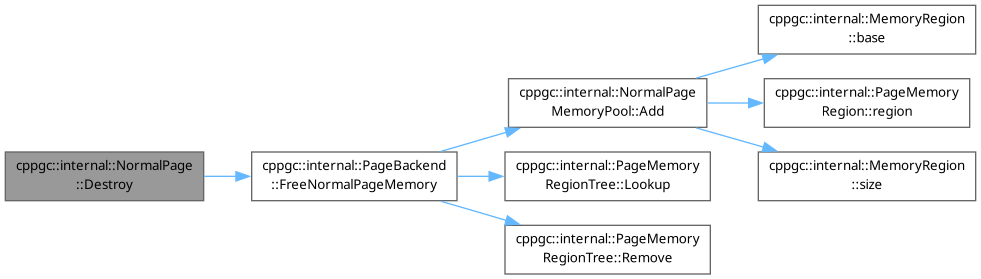 cppgc::internal::NormalPage
::Destroy
cppgc::internal::PageBackend
::FreeNormalPageMemory
cppgc::internal::NormalPage
MemoryPool::Add
cppgc::internal::MemoryRegion
::base
cppgc::internal::PageMemory
Region::region
cppgc::internal::MemoryRegion
::size
cppgc::internal::PageMemory
RegionTree::Lookup
cppgc::internal::PageMemory
RegionTree::Remove